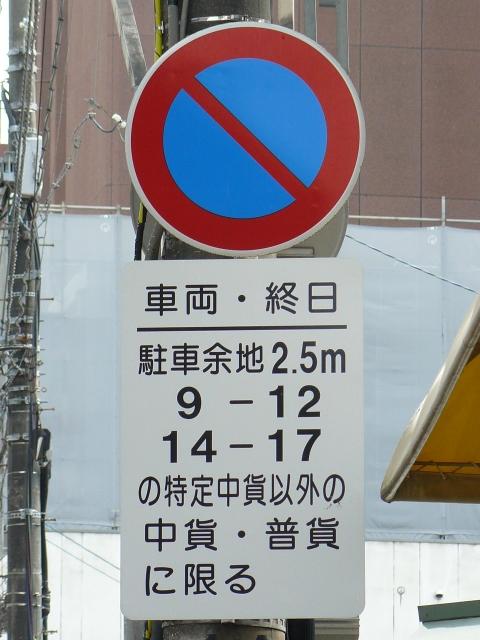 車両・終日
駐車余地2.5m
9－12
14－17
の特定中貨以外の
中貨・普貨
に限る